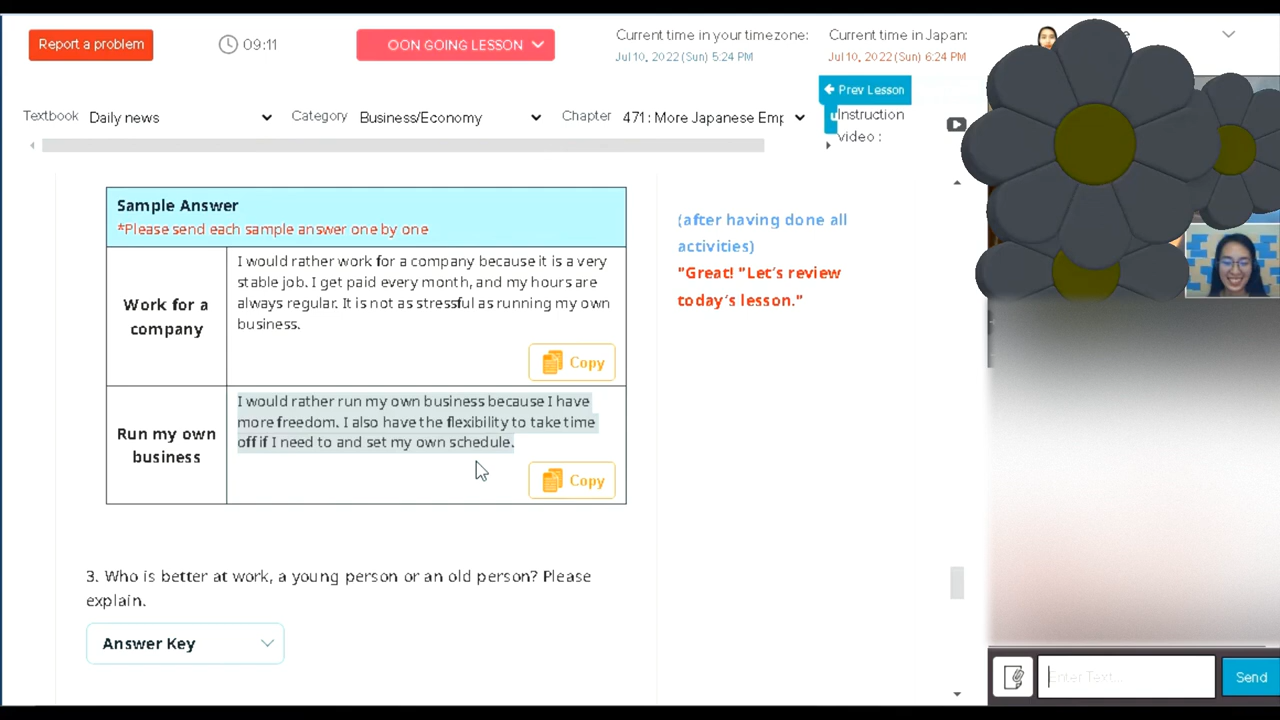 Report a problem
09:11
OON GOING LESSON
Current time in your timezone:
Jul 10, 2022 (Sun) 5:24 PM
Current time in Japan:
Jul 10, 2022 (Sun) 6:24 PM
Prev Lesson
Textbook Daily news
Category Business/Economy
Chapter 471 : More Japanese Emp
Instruction
video :
Sample Answer
*Please send each sample answer one by one
Work for a
company
I would rather work for a company because it is a very
stable job. I get paid every month, and my hours are
always regular. It is not as stressful as running my own
business.
Copy
Run my own
business
I would rather run my own business because I have
more freedom. I also have the flexibility to take time
off if I need to and set my own schedule.
Copy
(after having done all
activities)
"Great! "Let's review
today's lesson."
3. Who is better at work, a young person or an old person? Please
explain.
Answer Key
Enter Text...
Send